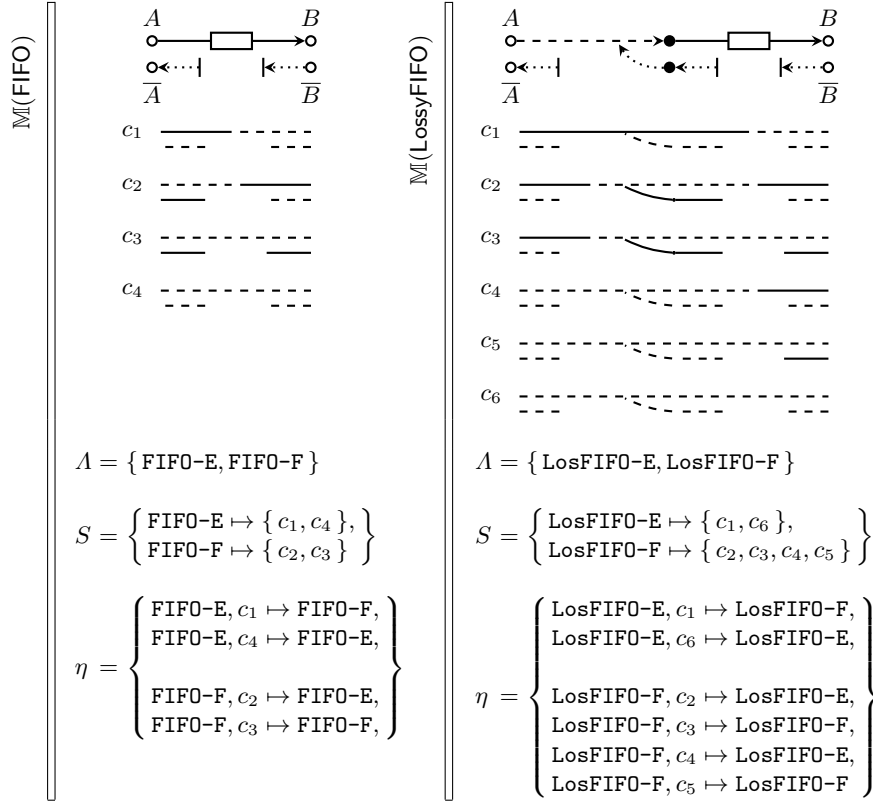 𝕄(FIFO)
A B
A̅ B̅
c₁
c₂
c₃
c₄
Λ = { FIFO-E, FIFO-F }
S = { FIFO-E ↦ { c₁, c₄ },
FIFO-F ↦ { c₂, c₃ } }
η = { FIFO-E, c₁ ↦ FIFO-F,
FIFO-E, c₄ ↦ FIFO-E,
FIFO-F, c₂ ↦ FIFO-E,
FIFO-F, c₃ ↦ FIFO-F, }
𝕄(LossyFIFO)
A B
A̅ B̅
c₁
c₂
c₃
c₄
c₅
c₆
Λ = { LosFIFO-E, LosFIFO-F }
S = { LosFIFO-E ↦ { c₁, c₆ },
LosFIFO-F ↦ { c₂, c₃, c₄, c₅ } }
η = { LosFIFO-E, c₁ ↦ LosFIFO-F,
LosFIFO-E, c₆ ↦ LosFIFO-E,
LosFIFO-F, c₂ ↦ LosFIFO-E,
LosFIFO-F, c₃ ↦ LosFIFO-F,
LosFIFO-F, c₄ ↦ LosFIFO-E,
LosFIFO-F, c₅ ↦ LosFIFO-F }